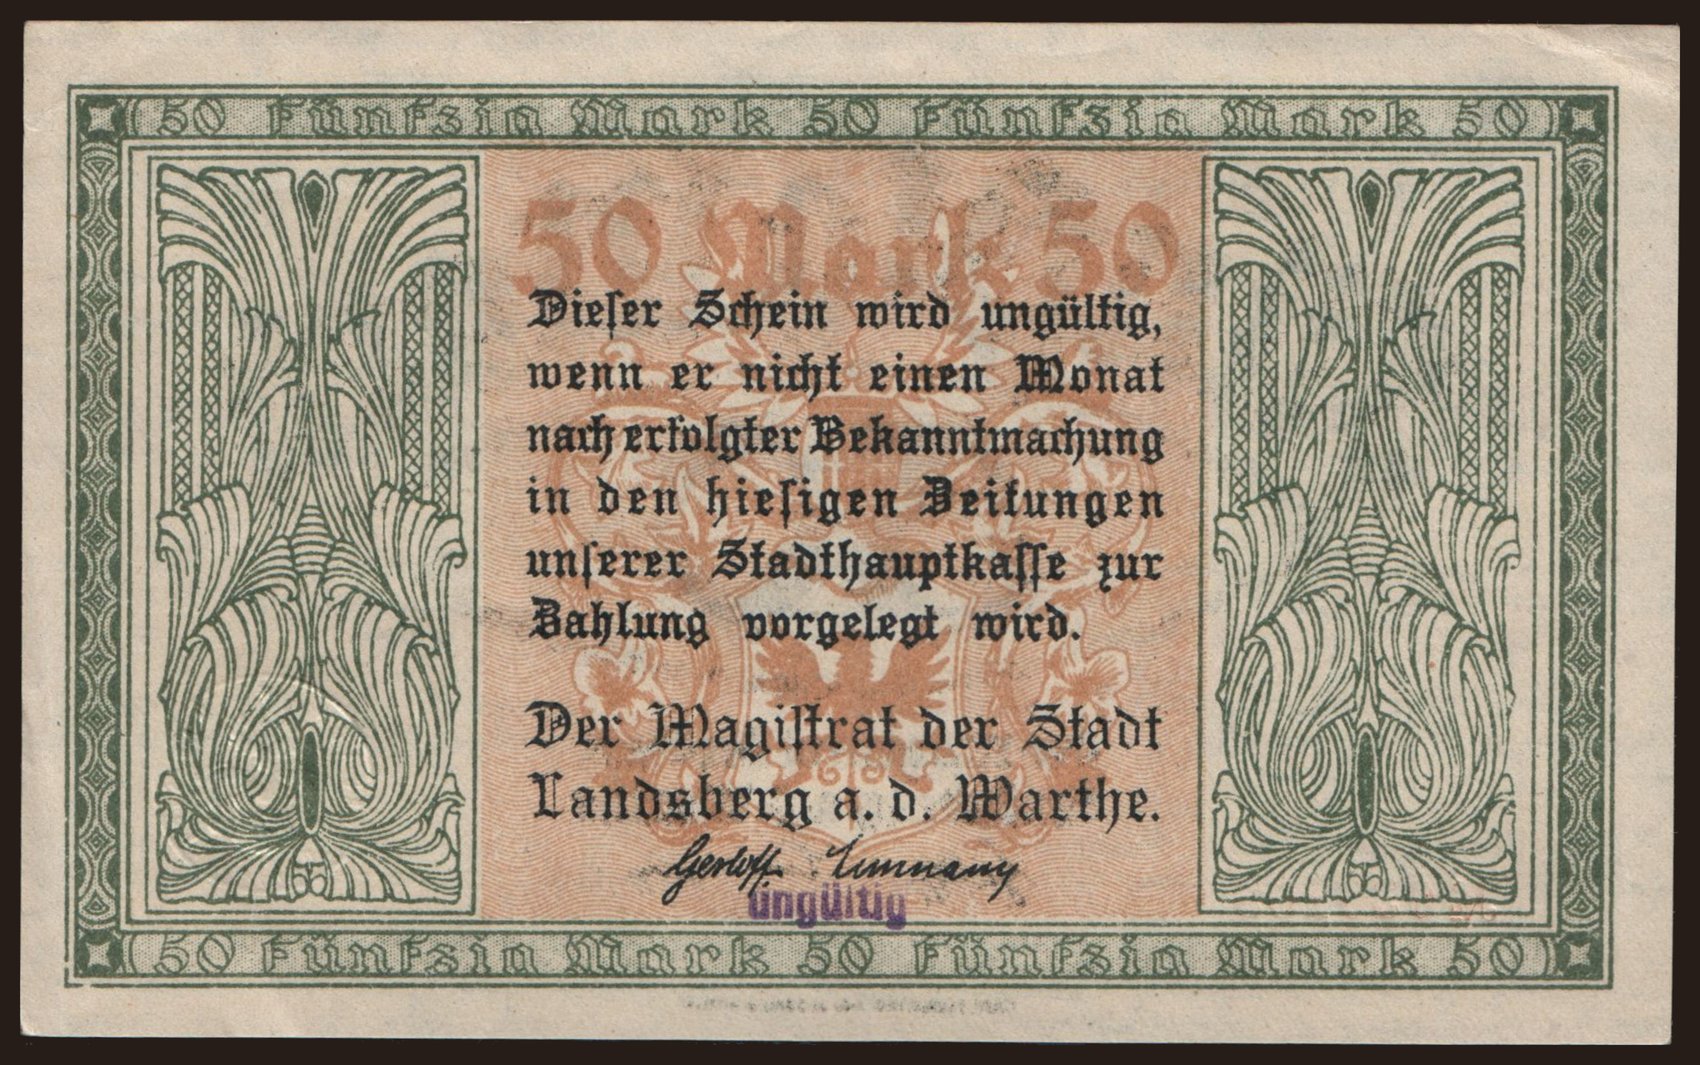 50 Fünfzig Mark 50 Fünfzig Mark 50
50 Mark 50
Dieſer Schein wird ungültig,
wenn er nicht einen Monat
nach erfolgter Bekanntmachung
in den hieſigen Zeitungen
unſerer Stadthauptkaſſe zur
Zahlung vorgelegt wird.
Der Magiſtrat der Stadt
Landsberg a. d. Warthe.
Gerloff
ungültig
50 Fünfzig Mark 50 Fünfzig Mark 50